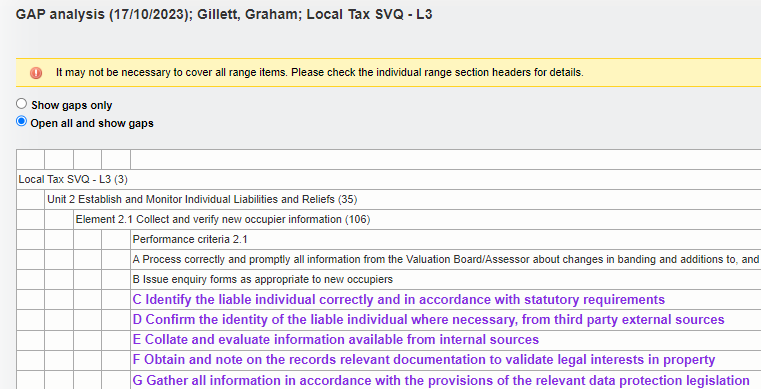 GAP analysis (17/10/2023); Gillett, Graham; Local Tax SVQ - L3
It may not be necessary to cover all range items. Please check the individual range section headers for details.
Show gaps only
Open all and show gaps
Local Tax SVQ - L3 (3)
Unit 2 Establish and Monitor Individual Liabilities and Reliefs (35)
Element 2.1 Collect and verify new occupier information (106)
Performance criteria 2.1
A Process correctly and promptly all information from the Valuation Board/Assessor about changes in banding and additions to, and
B Issue enquiry forms as appropriate to new occupiers
C Identify the liable individual correctly and in accordance with statutory requirements
D Confirm the identity of the liable individual where necessary, from third party external sources
E Collate and evaluate information available from internal sources
F Obtain and note on the records relevant documentation to validate legal interests in property
G Gather all information in accordance with the provisions of the relevant data protection legislation